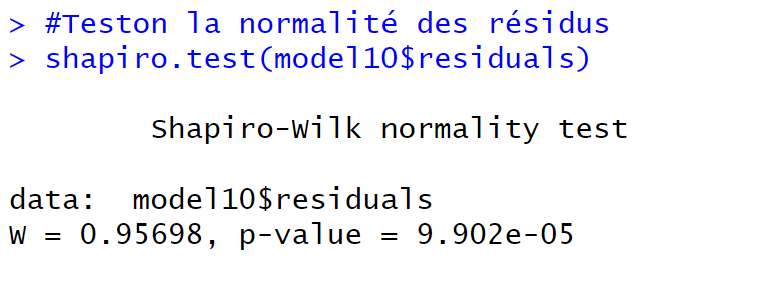 > #Teston la normalité des résidus
> shapiro.test(model10$residuals)
Shapiro-Wilk normality test
data:  model10$residuals
W = 0.95698, p-value = 9.902e-05